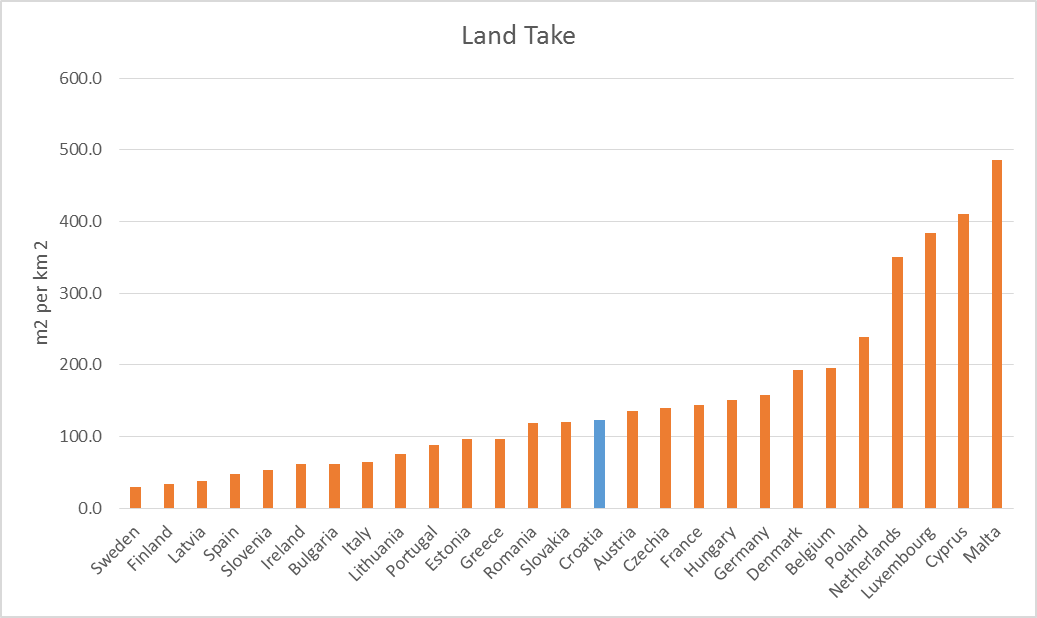 Land Take
m2 per km 2
600.0
500.0
400.0
300.0
200.0
100.0
0.0
Sweden
Finland
Latvia
Spain
Slovenia
Ireland
Bulgaria
Italy
Lithuania
Portugal
Estonia
Greece
Romania
Slovakia
Croatia
Austria
Czechia
France
Hungary
Germany
Denmark
Belgium
Poland
Netherlands
Luxembourg
Cyprus
Malta